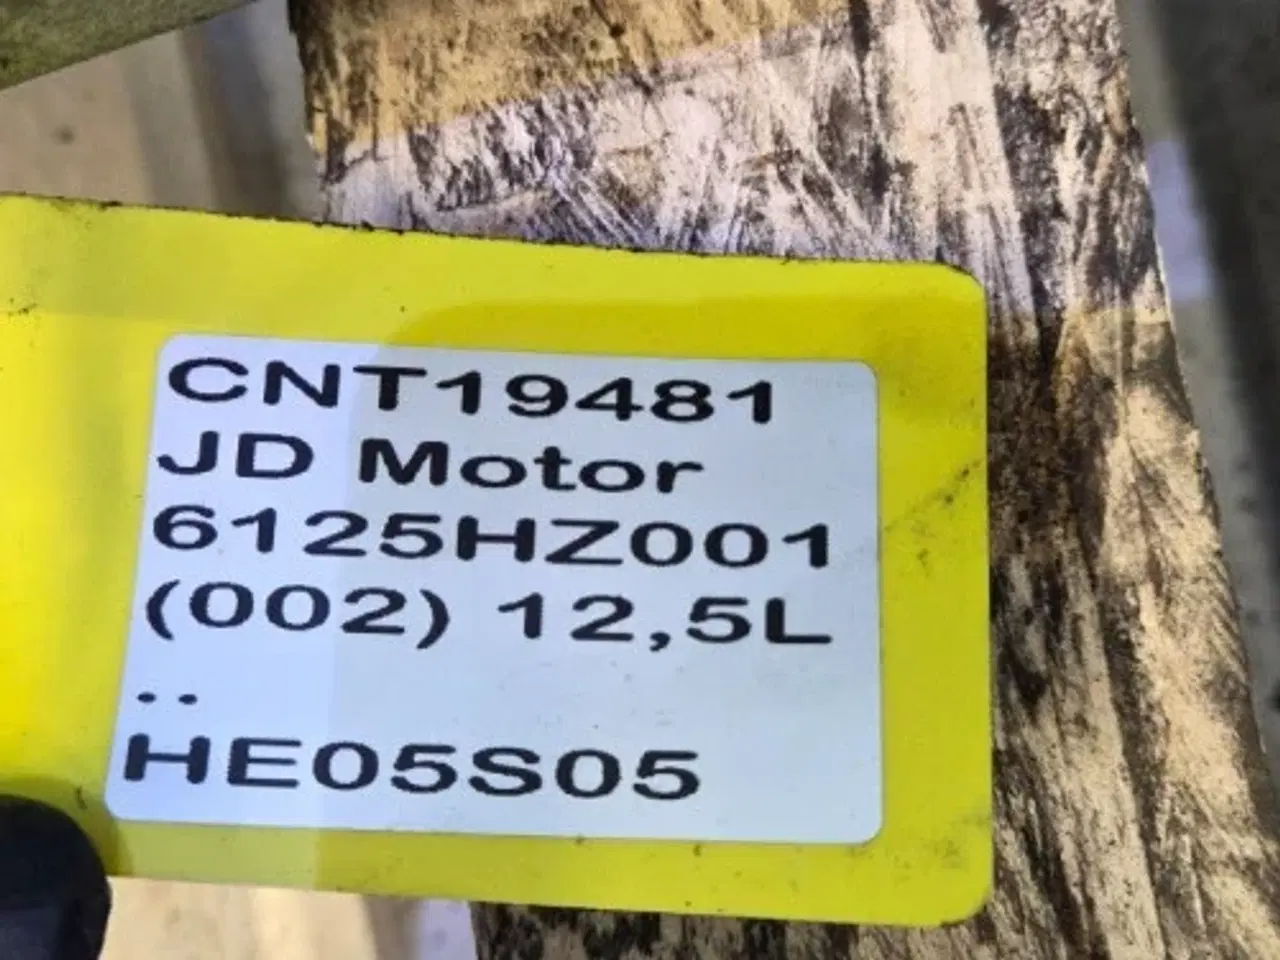 CNT19481
JD Motor
6125HZ001
(002) 12,5L
..
HE05S05